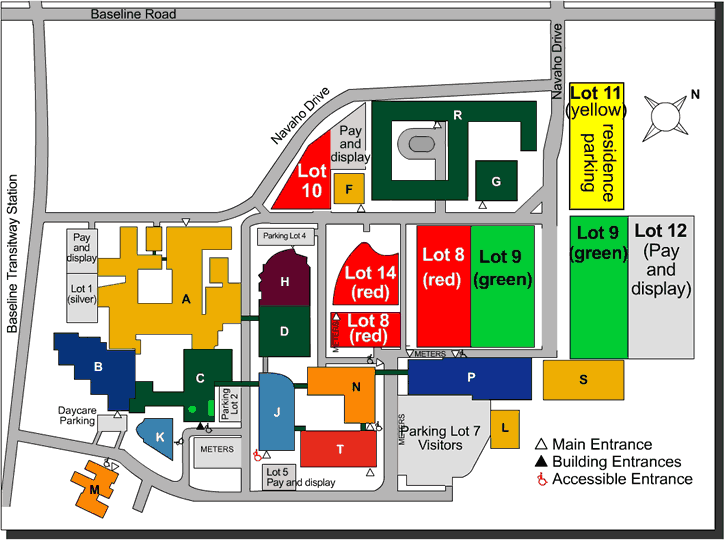 Baseline Road
Navaho Drive
Navaho Drive
Baseline Transitway Station
Lot 11
(yellow)
residence
parking
N
R
Pay
and
display
Lot
10
F
G
Pay
and
display
Lot 1
(silver)
A
Parking Lot 4
H
D
Lot 14
(red)
Lot 8
(red)
METERS
Lot 8
(red)
Lot 9
(green)
Lot 9
(green)
Lot 12
(Pay
and
display)
METERS
B
C
Parking
Lot 2
J
N
P
S
Daycare
Parking
K
METERS
T
METERS
Parking Lot 7
Visitors
L
M
Lot 5
Pay and display
Main Entrance
Building Entrances
Accessible Entrance